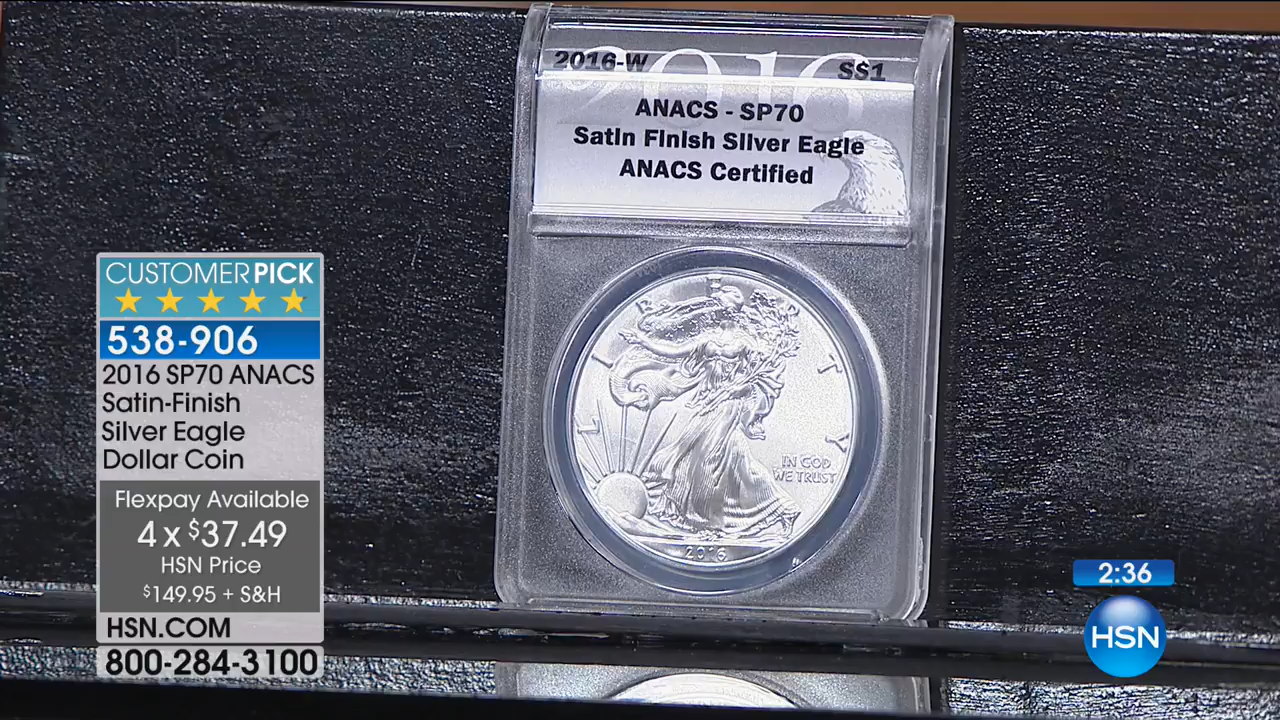 2016-W S$1
ANACS - SP70
Satin Finish Silver Eagle
ANACS Certified
LIBERTY
IN GOD
WE TRUST
2016
CUSTOMER PICK
538-906
2016 SP70 ANACS
Satin-Finish
Silver Eagle
Dollar Coin
Flexpay Available
4 x $37.49
HSN Price
$149.95 + S&H
HSN.COM
800-284-3100
2:36
HSN